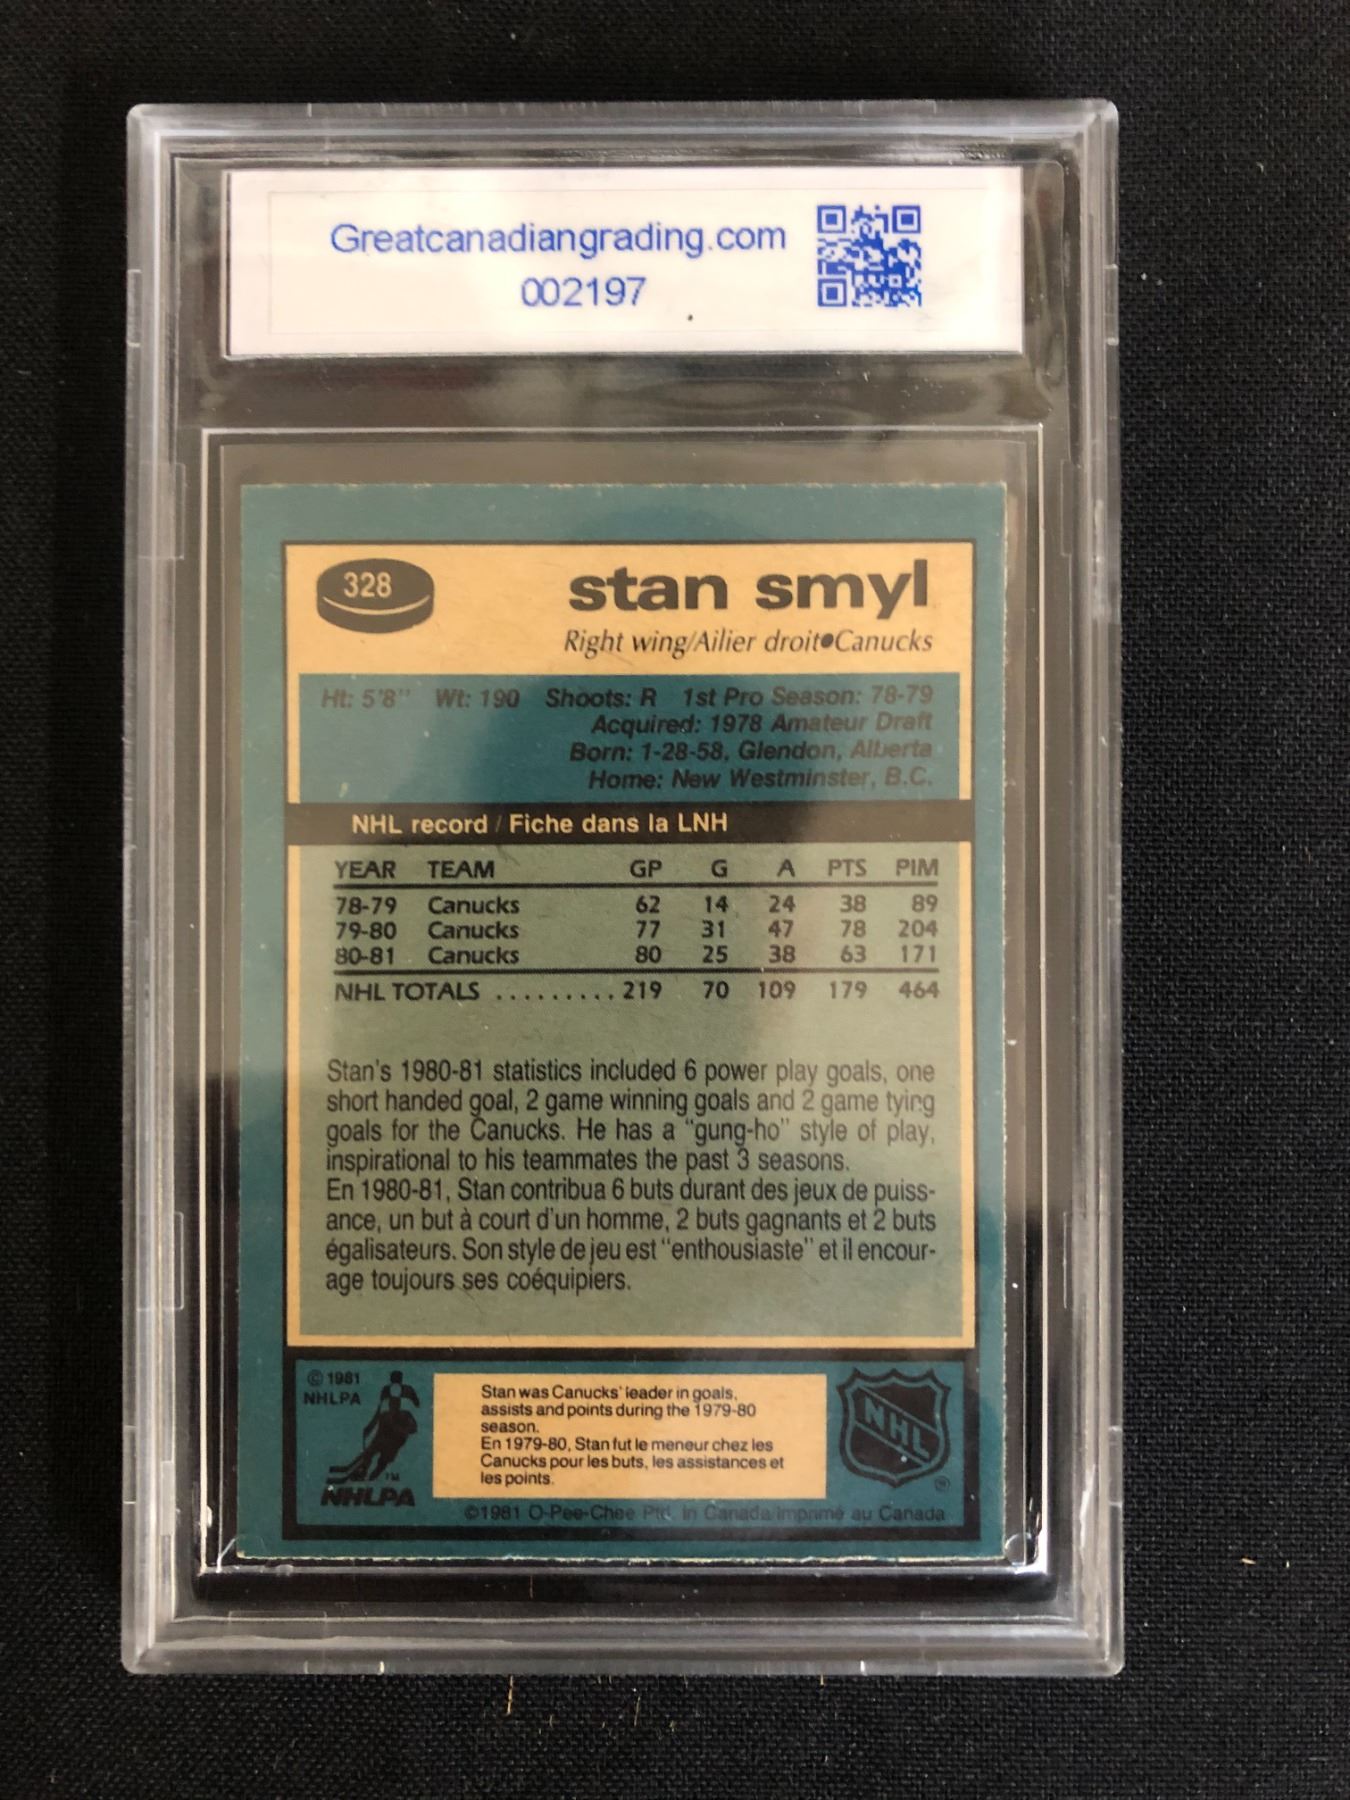 Greatcanadiangrading.com
002197
328
stan smyl
Right wing/Ailier droit●Canucks
Ht: 5'8'' Wt: 190 Shoots: R 1st Pro Season: 78-79
Acquired: 1978 Amateur Draft
Born: 1-28-58, Glendon, Alberta
Home: New Westminster, B.C.
NHL record / Fiche dans la LNH
YEAR TEAM GP G A PTS PIM
78-79 Canucks 62 14 24 38 89
79-80 Canucks 77 31 47 78 204
80-81 Canucks 80 25 38 63 171
NHL TOTALS ......... 219 70 109 179 464
Stan's 1980-81 statistics included 6 power play goals, one
short handed goal, 2 game winning goals and 2 game tying
goals for the Canucks. He has a "gung-ho" style of play,
inspirational to his teammates the past 3 seasons.
En 1980-81, Stan contribua 6 buts durant des jeux de puiss-
ance, un but à court d'un homme, 2 buts gagnants et 2 buts
égalisateurs. Son style de jeu est "enthousiaste" et il encour-
age toujours ses coéquipiers.
© 1981
NHLPA
TM
NHLPA
Stan was Canucks' leader in goals,
assists and points during the 1979-80
season.
En 1979-80, Stan fut le meneur chez les
Canucks pour les buts, les assistances et
les points.
NHL
®
©1981 O-Pee-Chee Ptd. in Canada/Imprimé au Canada